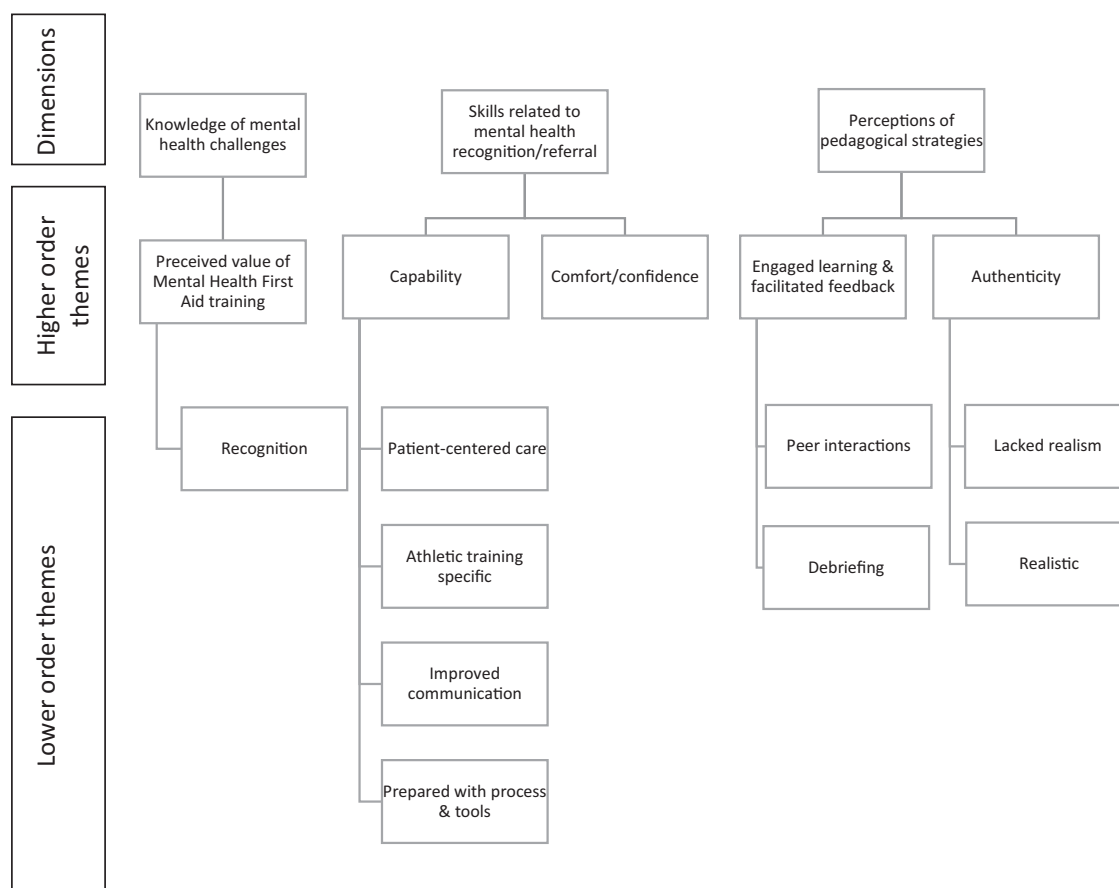 Dimensions
Knowledge of mental
health challenges
Skills related to
mental health
recognition/referral
Perceptions of
pedagogical strategies
Higher order
themes
Preceived value of
Mental Health First
Aid training
Capability
Comfort/confidence
Engaged learning &
facilitated feedback
Authenticity
Lower order themes
Recognition
Patient-centered care
Peer interactions
Lacked realism
Athletic training
specific
Debriefing
Realistic
Improved
communication
Prepared with process
& tools